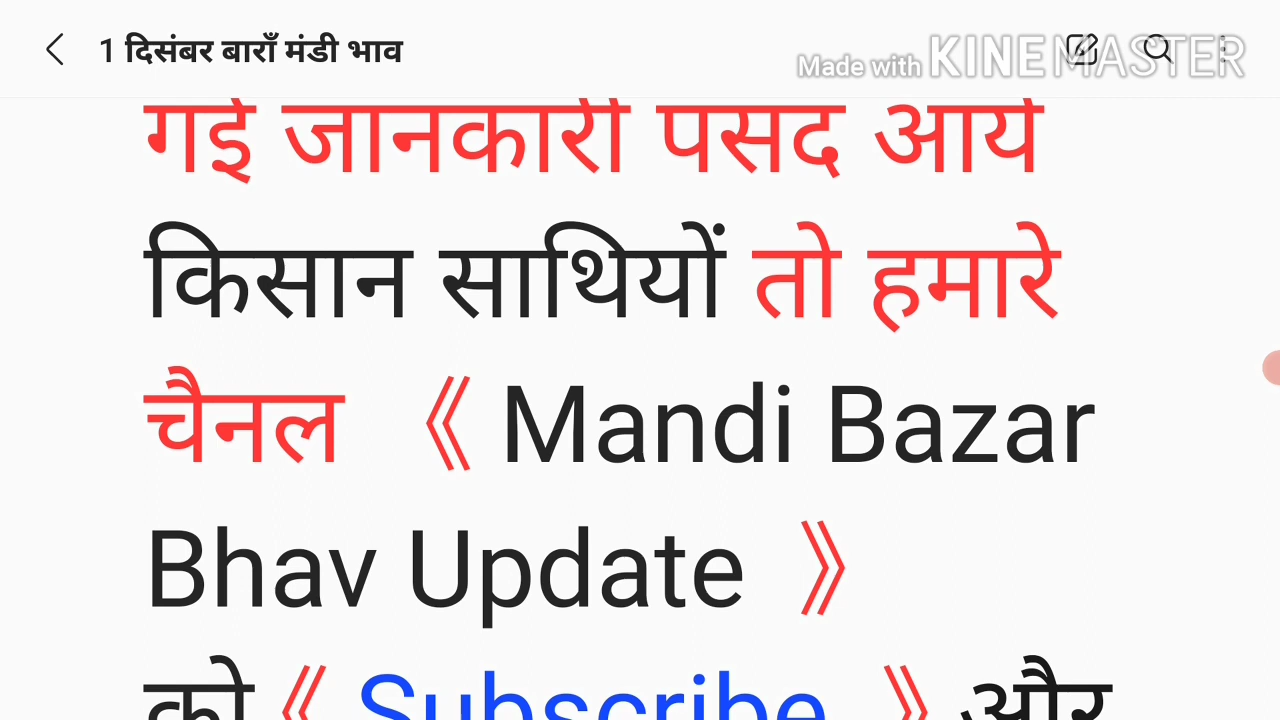 1 दिसंबर बाराँ मंडी भाव
Made with KINEMASTER
गई जानकारी पसंद आये
किसान साथियों तो हमारे
चैनल 《 Mandi Bazar
Bhav Update 》
को 《 Subscribe 》 और